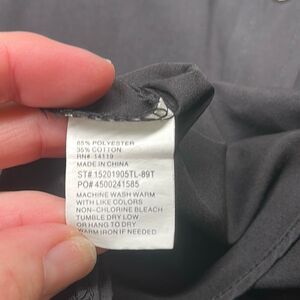 65% POLYESTER
35% COTTON
RN# 14119
MADE IN CHINA
ST# 15201905TL-89T
PO# 4500241585
MACHINE WASH WARM
WITH LIKE COLORS
NON-CHLORINE BLEACH
TUMBLE DRY LOW
OR HANG TO DRY
WARM IRON IF NEEDED